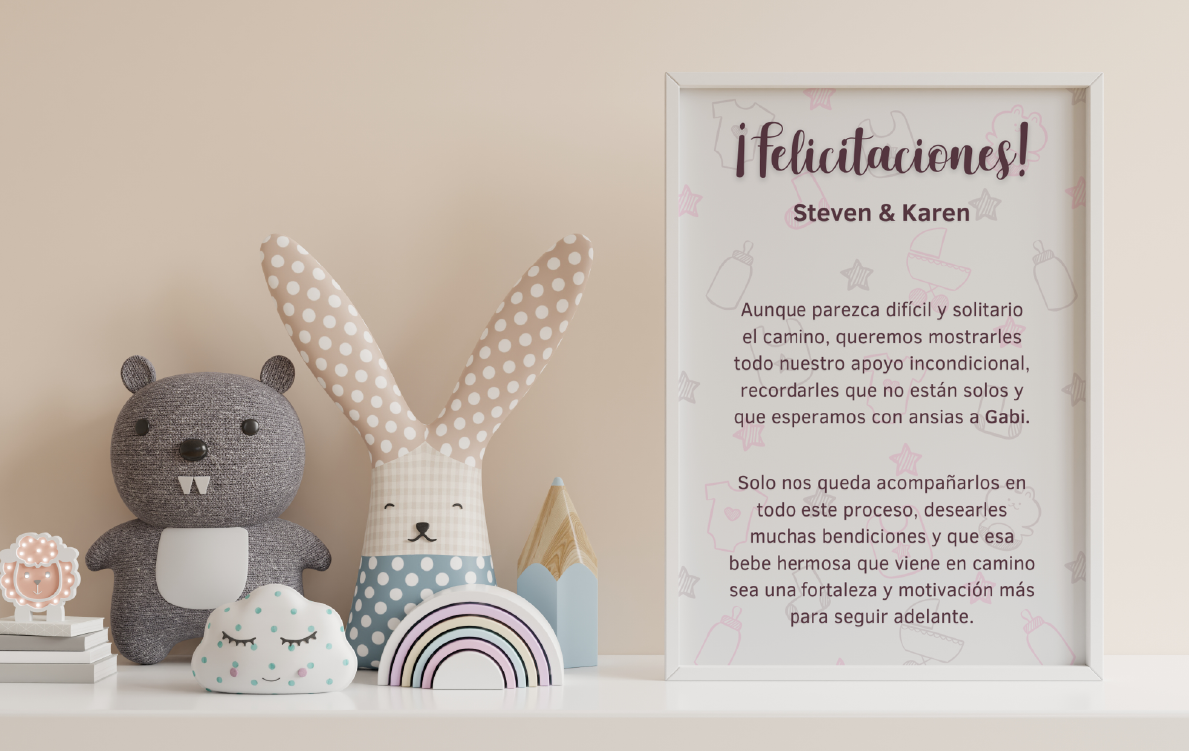 ¡felicitaciones!
Steven & Karen
Aunque parezca difícil y solitario
el camino, queremos mostrarles
todo nuestro apoyo incondicional,
recordarles que no están solos y
que esperamos con ansias a Gabi.
Solo nos queda acompañarlos en
todo este proceso, desearles
muchas bendiciones y que esa
bebe hermosa que viene en camino
sea una fortaleza y motivación más
para seguir adelante.